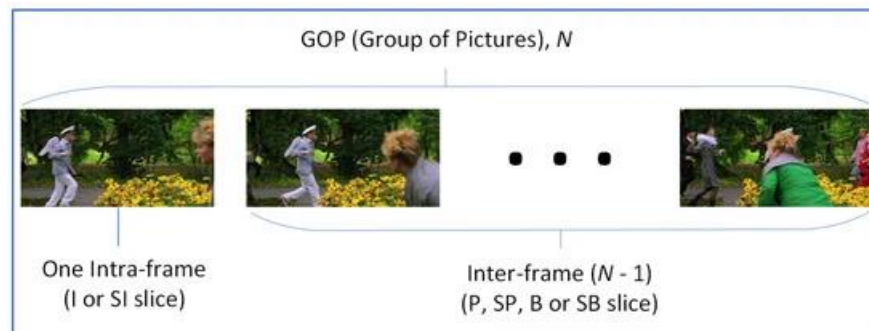 GOP (Group of Pictures), N
One Intra-frame
(I or SI slice)
Inter-frame (N - 1)
(P, SP, B or SB slice)